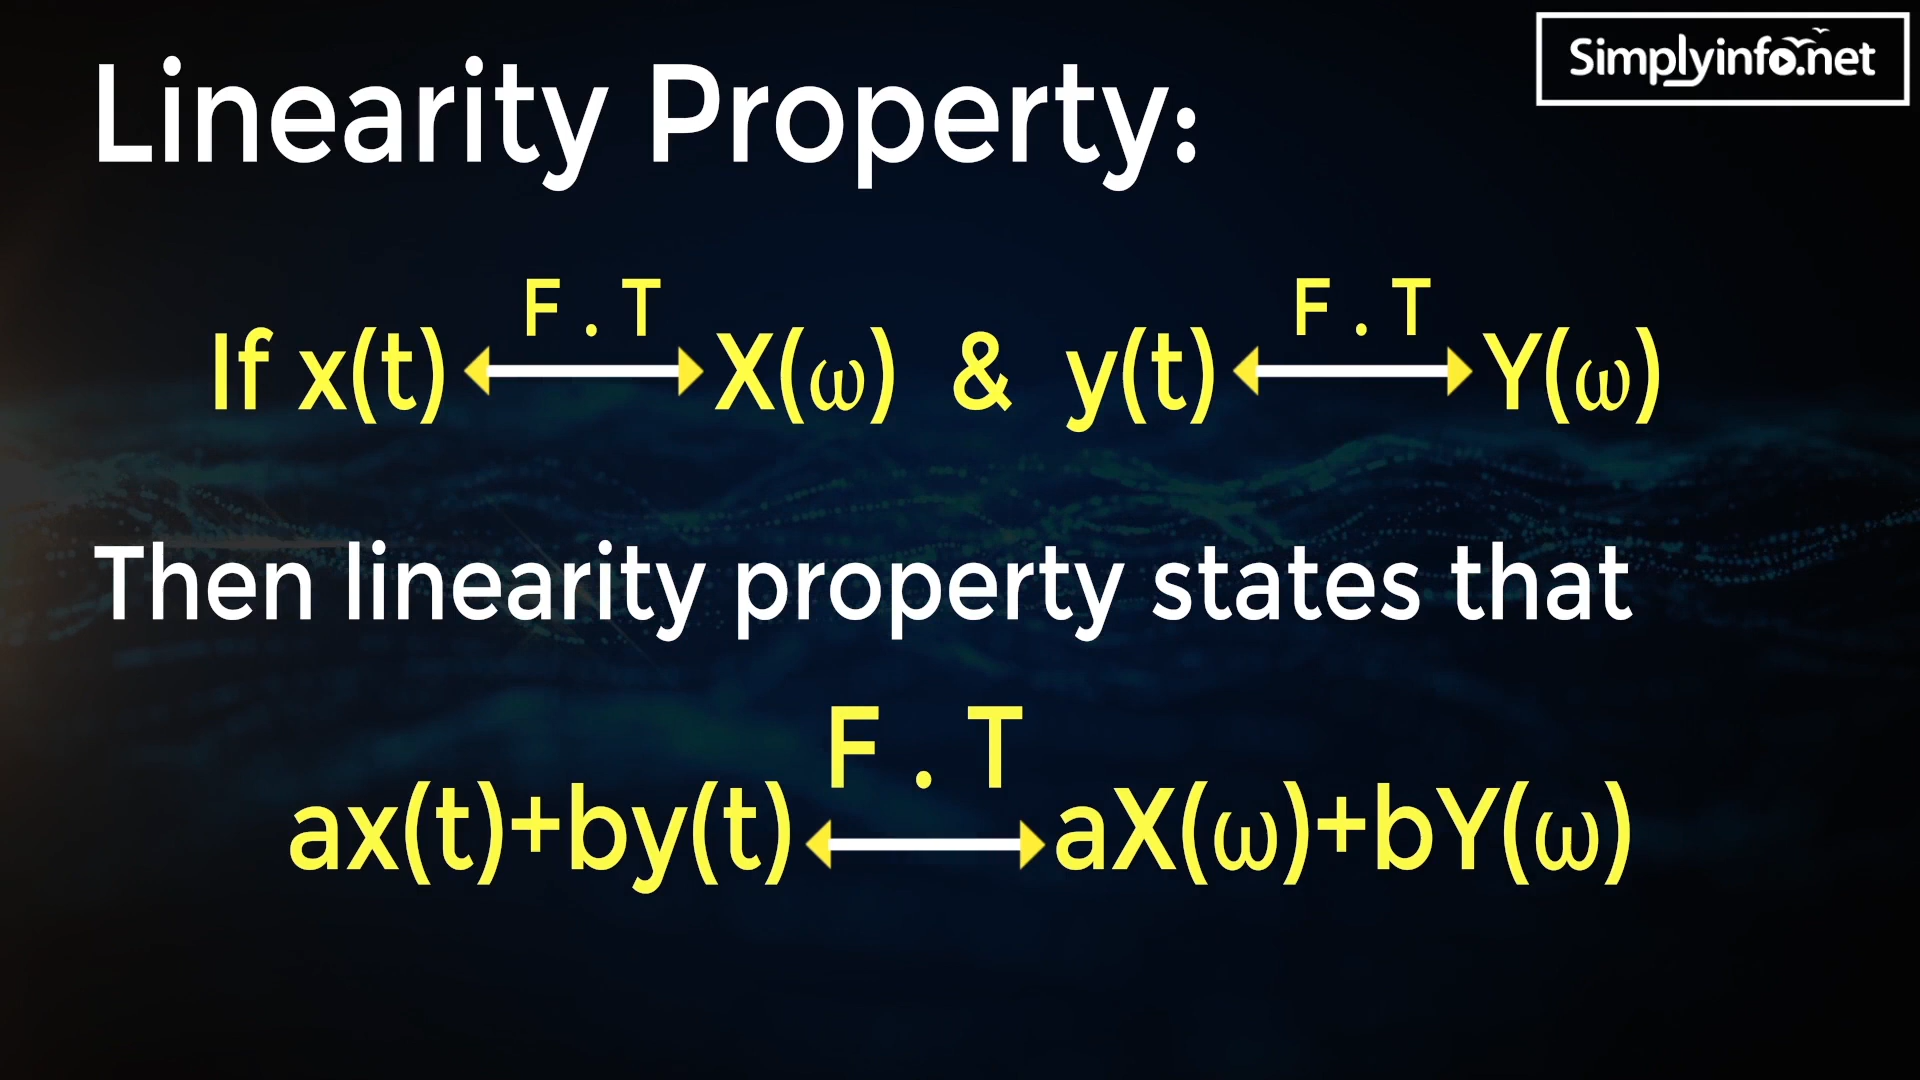 Simplyinfo.net
Linearity Property:
F . T F . T
If x(t) ⟷ X(ω) & y(t) ⟷ Y(ω)
Then linearity property states that
F . T
ax(t)+by(t) ⟷ aX(ω)+bY(ω)